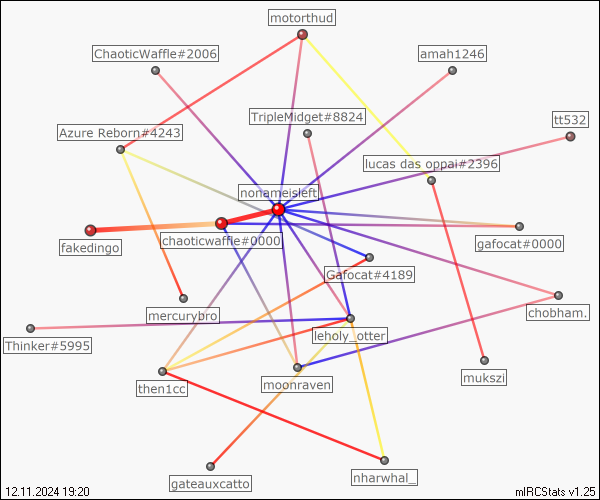 motorthud
ChaoticWaffle#2006
amah1246
TripleMidget#8824
tt532
Azure Reborn#4243
lucas das oppai#2396
nonameisleft
chaoticwaffle#0000
gafocat#0000
fakedingo
Gafocat#4189
chobham.
mercurybro
leholy_otter
Thinker#5995
mukszi
moonraven
then1cc
gateauxcatto
nharwhal_
12.11.2024 19:20
mIRCStats v1.25